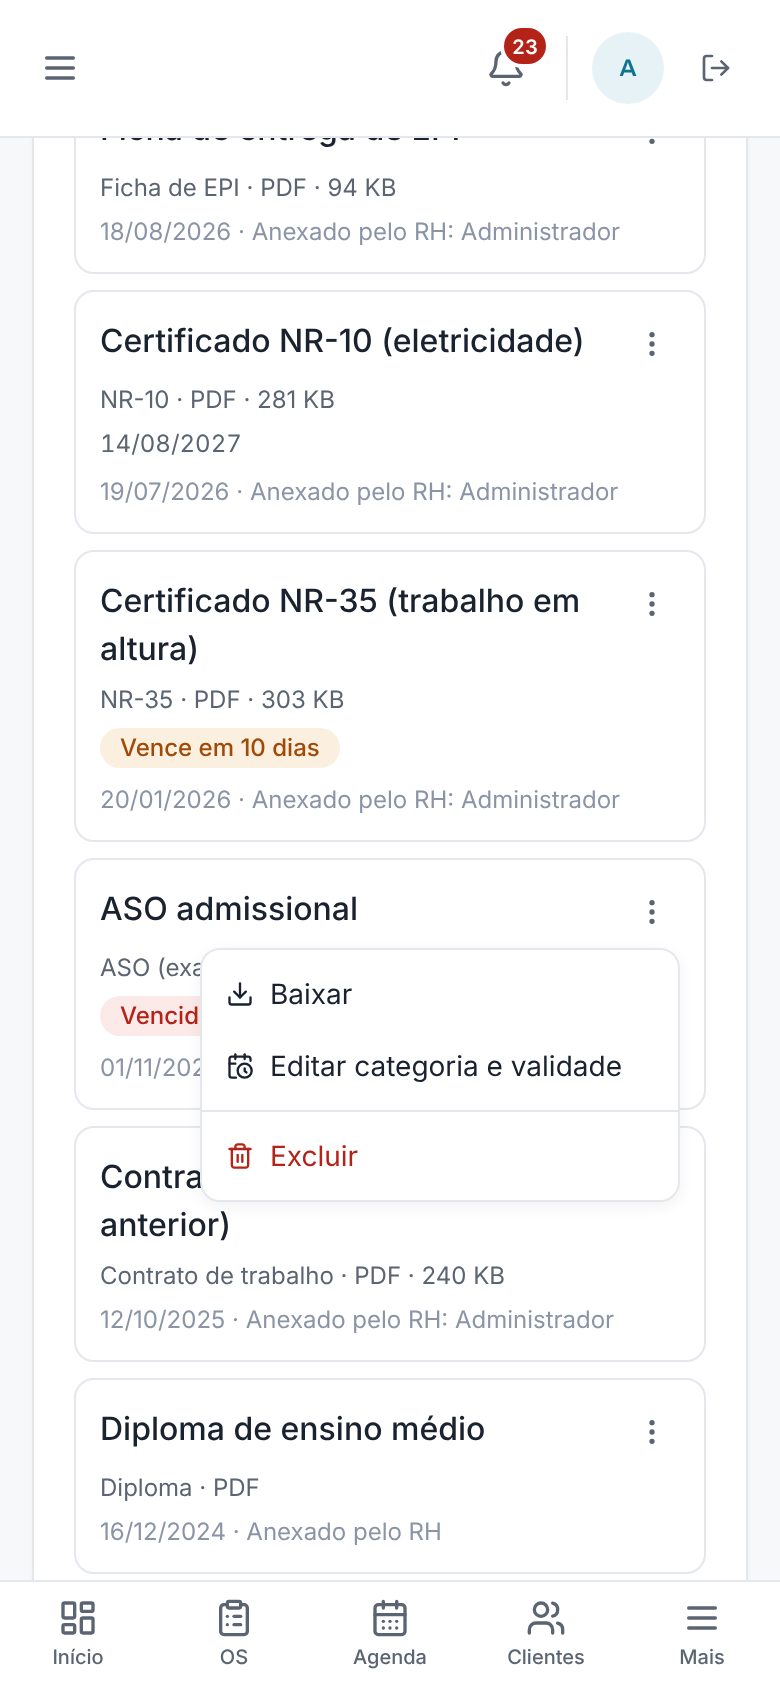 23
A
Ficha de entrega de EPI
Ficha de EPI · PDF · 94 KB
18/08/2026 · Anexado pelo RH: Administrador
Certificado NR-10 (eletricidade)
NR-10 · PDF · 281 KB
14/08/2027
19/07/2026 · Anexado pelo RH: Administrador
Certificado NR-35 (trabalho em
altura)
NR-35 · PDF · 303 KB
Vence em 10 dias
20/01/2026 · Anexado pelo RH: Administrador
ASO admissional
ASO (exa
Baixar
Vencid
01/11/202
Editar categoria e validade
Excluir
Contra
anterior)
Contrato de trabalho · PDF · 240 KB
12/10/2025 · Anexado pelo RH: Administrador
Diploma de ensino médio
Diploma · PDF
16/12/2024 · Anexado pelo RH
Início
OS
Agenda
Clientes
Mais